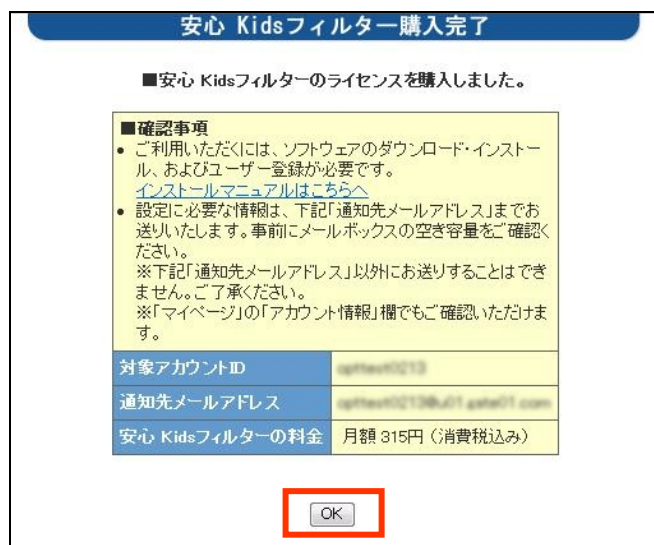 安心 Kidsフィルター購入完了
■安心 Kidsフィルターのライセンスを購入しました。
■確認事項
• ご利用いただくには、ソフトウェアのダウンロード・インストー
ル、およびユーザー登録が必要です。
インストールマニュアルはこちらへ
• 設定に必要な情報は、下記「通知先メールアドレス」までお
送りいたします。事前にメールボックスの空き容量をご確認く
ださい。
※下記「通知先メールアドレス」以外にお送りすることはでき
ません。ご了承ください。
※「マイページ」の「アカウント情報」欄でもご確認いただけま
す。
対象アカウントID
通知先メールアドレス
安心 Kidsフィルターの料金 月額 315円（消費税込み）
OK